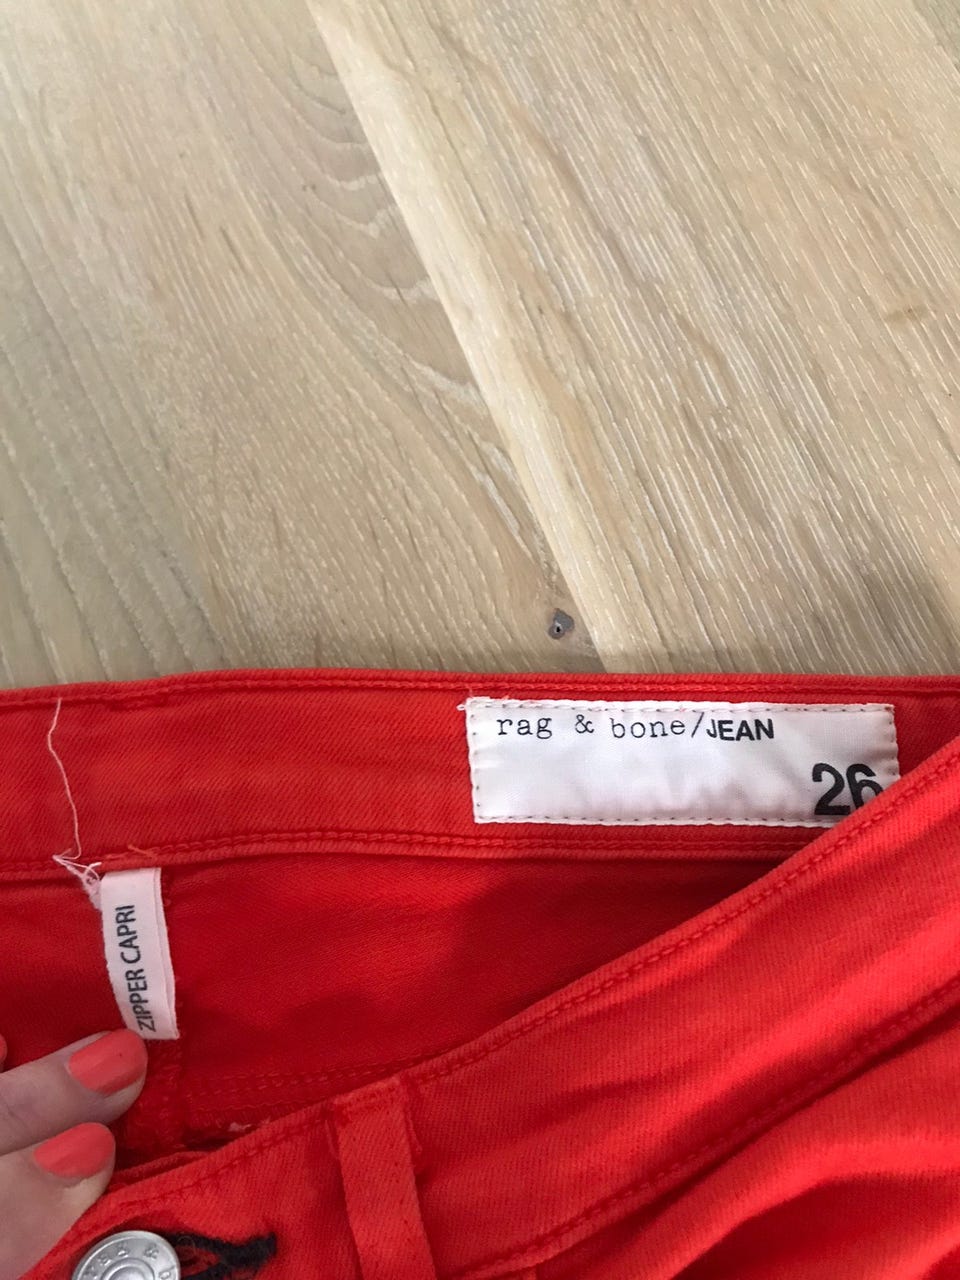 rag & bone/JEAN
26
ZIPPER CAPRI